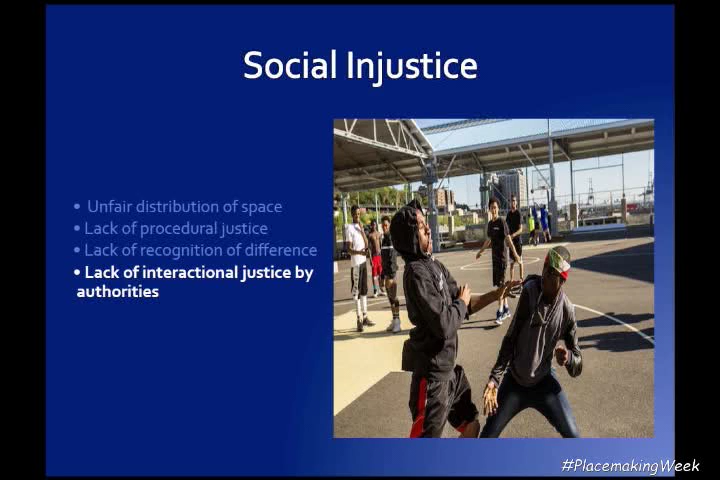 Social Injustice
• Unfair distribution of space
• Lack of procedural justice
• Lack of recognition of difference
• Lack of interactional justice by
authorities
#PlacemakingWeek